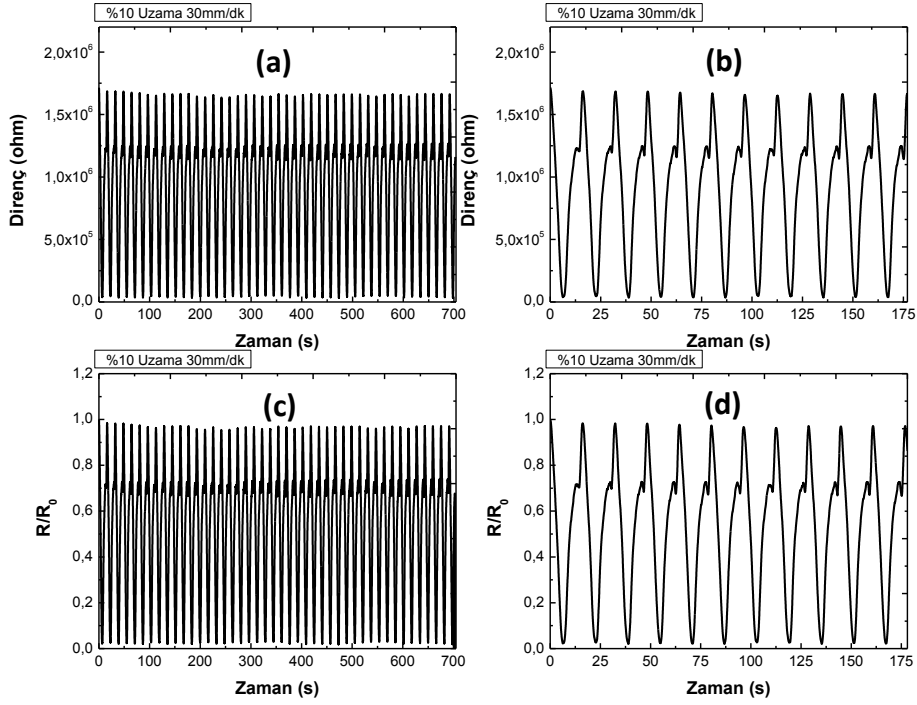 %10 Uzama 30mm/dk
(a)
2,0x10⁶
1,5x10⁶
1,0x10⁶
5,0x10⁵
0,0
Direnç (ohm)
0 100 200 300 400 500 600 700
Zaman (s)
%10 Uzama 30mm/dk
(b)
2,0x10⁶
1,5x10⁶
1,0x10⁶
5,0x10⁵
0,0
Direnç (ohm)
0 25 50 75 100 125 150 175
Zaman (s)
%10 Uzama 30mm/dk
(c)
1,2
1,0
0,8
0,6
0,4
0,2
0,0
R/R₀
0 100 200 300 400 500 600 700
Zaman (s)
%10 Uzama 30mm/dk
(d)
1,2
1,0
0,8
0,6
0,4
0,2
0,0
R/R₀
0 25 50 75 100 125 150 175
Zaman (s)